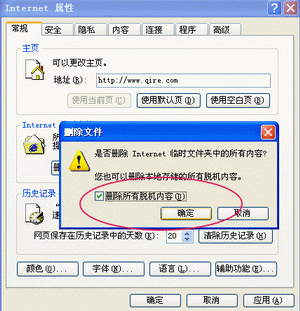 Internet 属性
常规 安全 隐私 内容 连接 程序 高级
主页
可以更改主页。
地址(R): http://www.qire.com
使用当前页(C) 使用默认页(D) 使用空白页(B)
Internet
删除文件
是否删除 Internet 临时文件夹中的所有内容?
您也可以删除本地存储的所有脱机内容。
删除所有脱机内容(D)
确定 取消
历史记录
网页保存在历史记录中的天数(K): 20 清除历史记录(H)
颜色(O)... 字体(N)... 语言(L)... 辅助功能(E)...
确定 取消 应用(A)